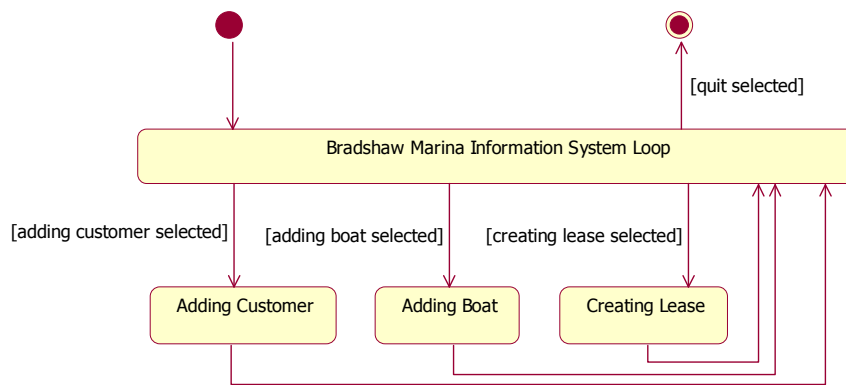 [quit selected]
Bradshaw Marina Information System Loop
[adding customer selected]
[adding boat selected]
[creating lease selected]
Adding Customer
Adding Boat
Creating Lease